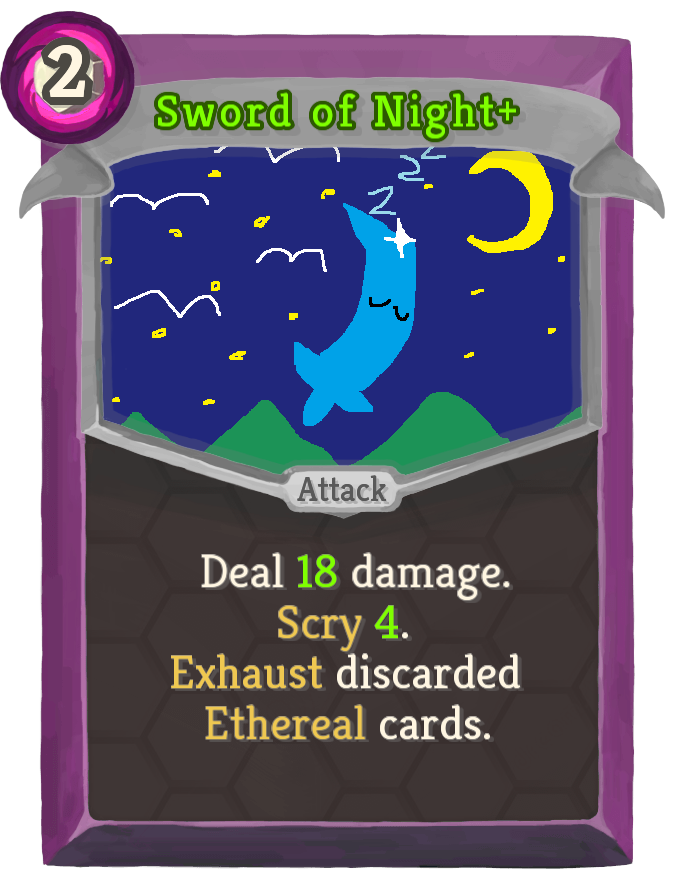 2
Sword of Night+
Z Z Z
Attack
Deal 18 damage.
Scry 4.
Exhaust discarded
Ethereal cards.